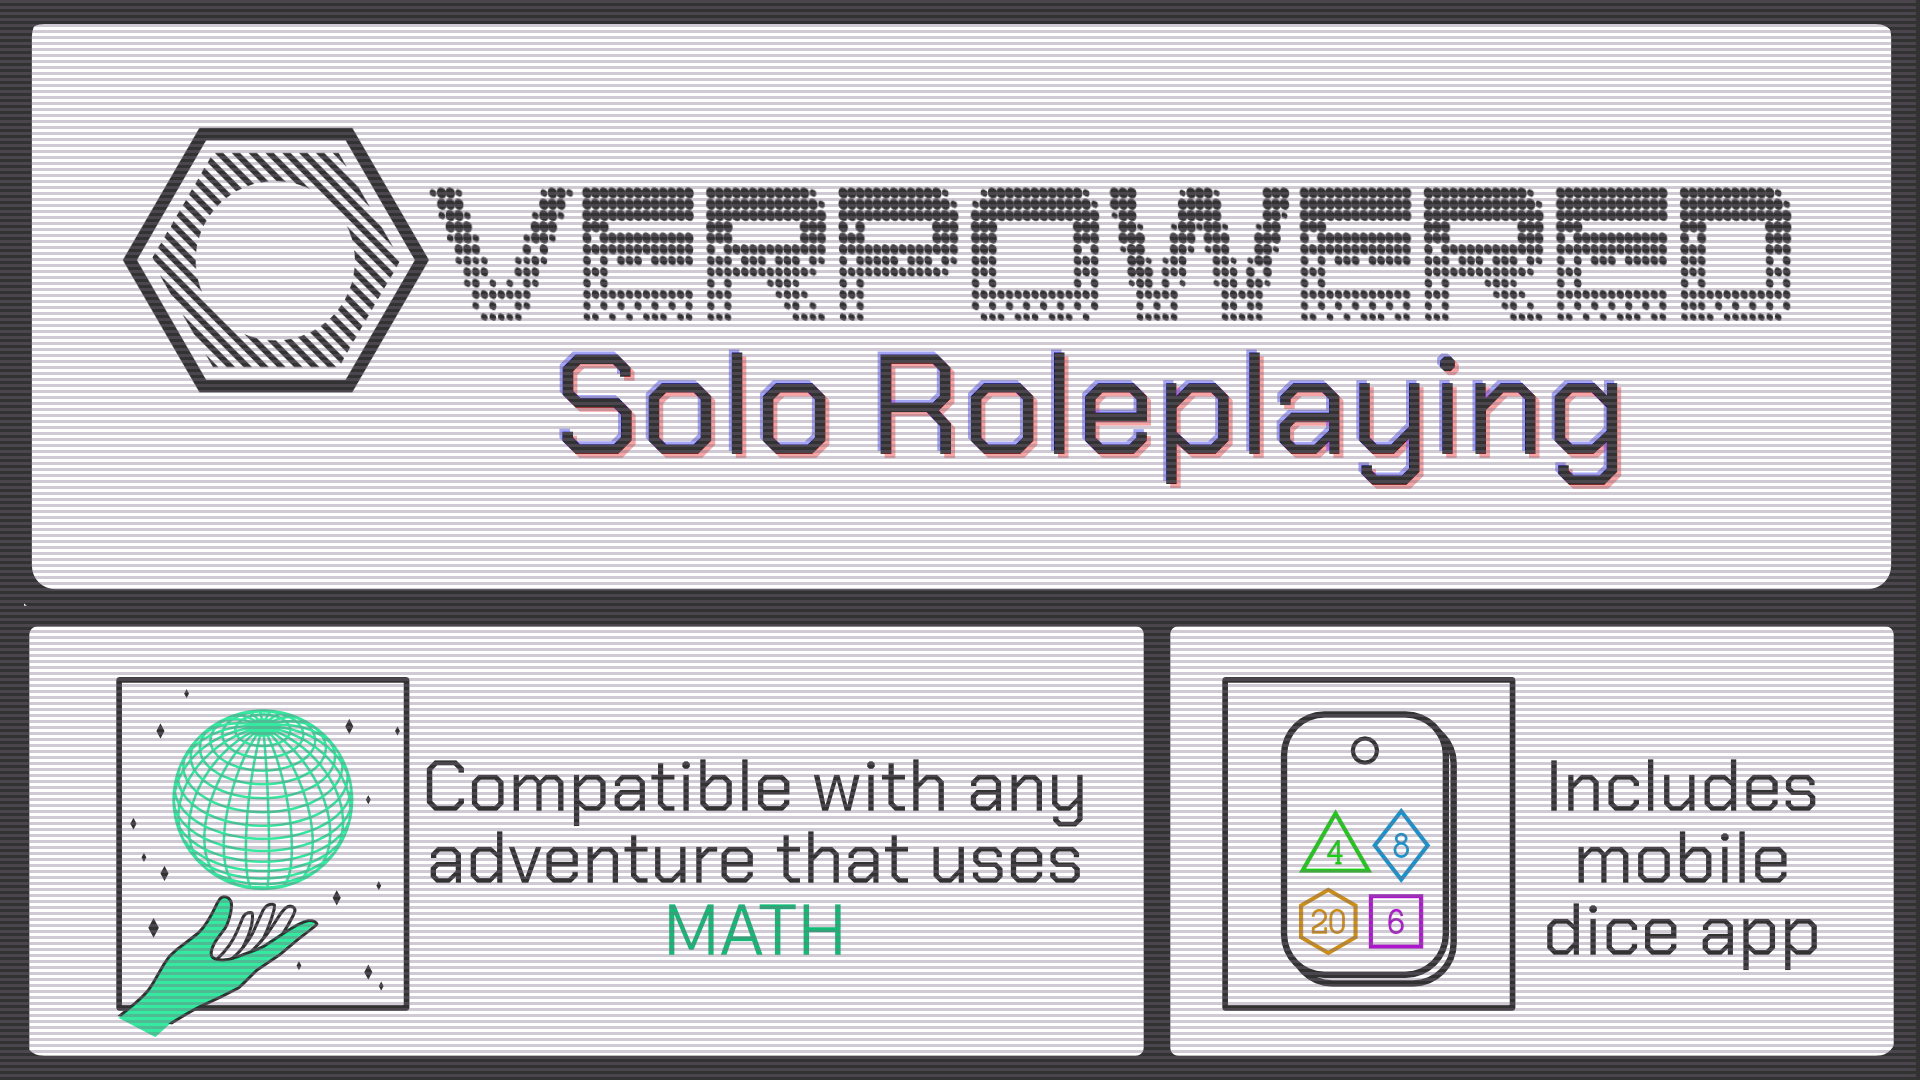 OVERPOWERED
Solo Roleplaying
Compatible with any
adventure that uses
MATH
4
8
20
6
Includes
mobile
dice app